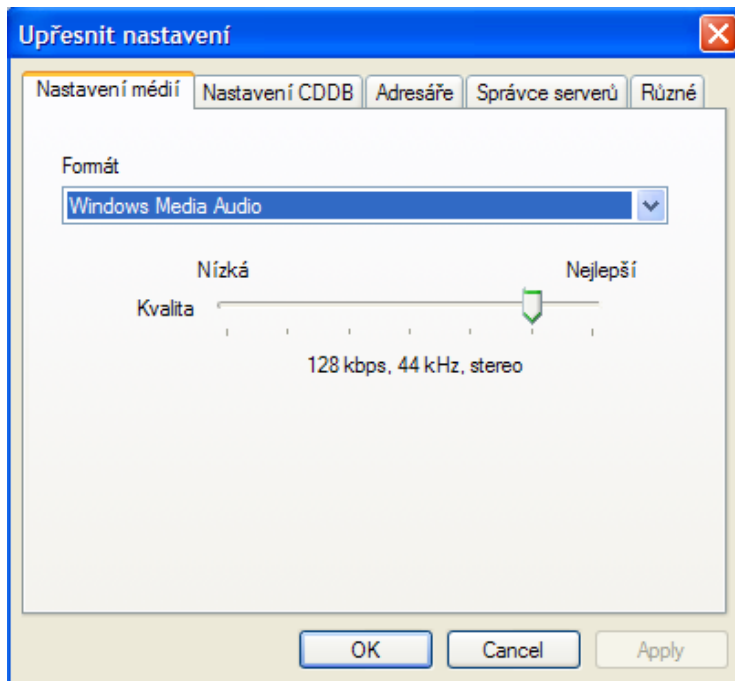 Upřesnit nastavení
Nastavení médií Nastavení CDDB Adresáře Správce serverů Různé
Formát
Windows Media Audio
Nízká Nejlepší
Kvalita
128 kbps, 44 kHz, stereo
OK Cancel Apply